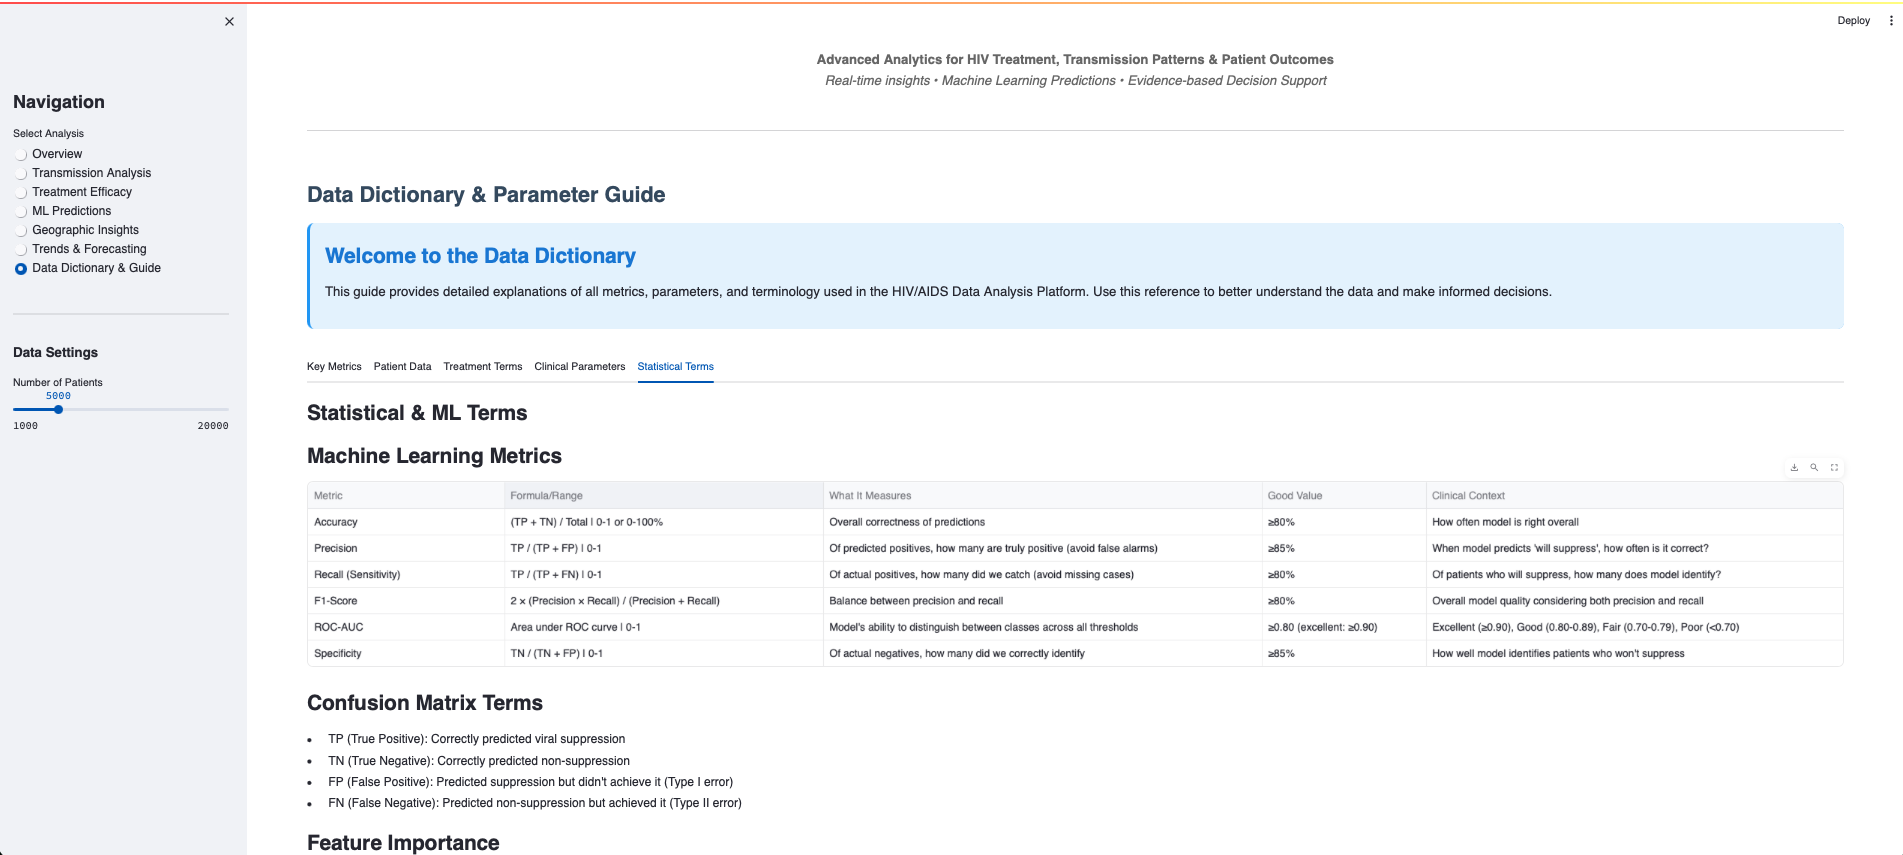 Deploy
Navigation
Select Analysis
Overview
Transmission Analysis
Treatment Efficacy
ML Predictions
Geographic Insights
Trends & Forecasting
Data Dictionary & Guide
Data Settings
Number of Patients
5000
1000 20000
Advanced Analytics for HIV Treatment, Transmission Patterns & Patient Outcomes
Real-time insights • Machine Learning Predictions • Evidence-based Decision Support
Data Dictionary & Parameter Guide
Welcome to the Data Dictionary
This guide provides detailed explanations of all metrics, parameters, and terminology used in the HIV/AIDS Data Analysis Platform. Use this reference to better understand the data and make informed decisions.
Key Metrics Patient Data Treatment Terms Clinical Parameters Statistical Terms
Statistical & ML Terms
Machine Learning Metrics
Metric Formula/Range What It Measures Good Value Clinical Context
Accuracy (TP + TN) / Total | 0-1 or 0-100% Overall correctness of predictions ≥80% How often model is right overall
Precision TP / (TP + FP) | 0-1 Of predicted positives, how many are truly positive (avoid false alarms) ≥85% When model predicts 'will suppress', how often is it correct?
Recall (Sensitivity) TP / (TP + FN) | 0-1 Of actual positives, how many did we catch (avoid missing cases) ≥80% Of patients who will suppress, how many does model identify?
F1-Score 2 × (Precision × Recall) / (Precision + Recall) Balance between precision and recall ≥80% Overall model quality considering both precision and recall
ROC-AUC Area under ROC curve | 0-1 Model's ability to distinguish between classes across all thresholds ≥0.80 (excellent: ≥0.90) Excellent (≥0.90), Good (0.80-0.89), Fair (0.70-0.79), Poor (<0.70)
Specificity TN / (TN + FP) | 0-1 Of actual negatives, how many did we correctly identify ≥85% How well model identifies patients who won't suppress
Confusion Matrix Terms
• TP (True Positive): Correctly predicted viral suppression
• TN (True Negative): Correctly predicted non-suppression
• FP (False Positive): Predicted suppression but didn't achieve it (Type I error)
• FN (False Negative): Predicted non-suppression but achieved it (Type II error)
Feature Importance